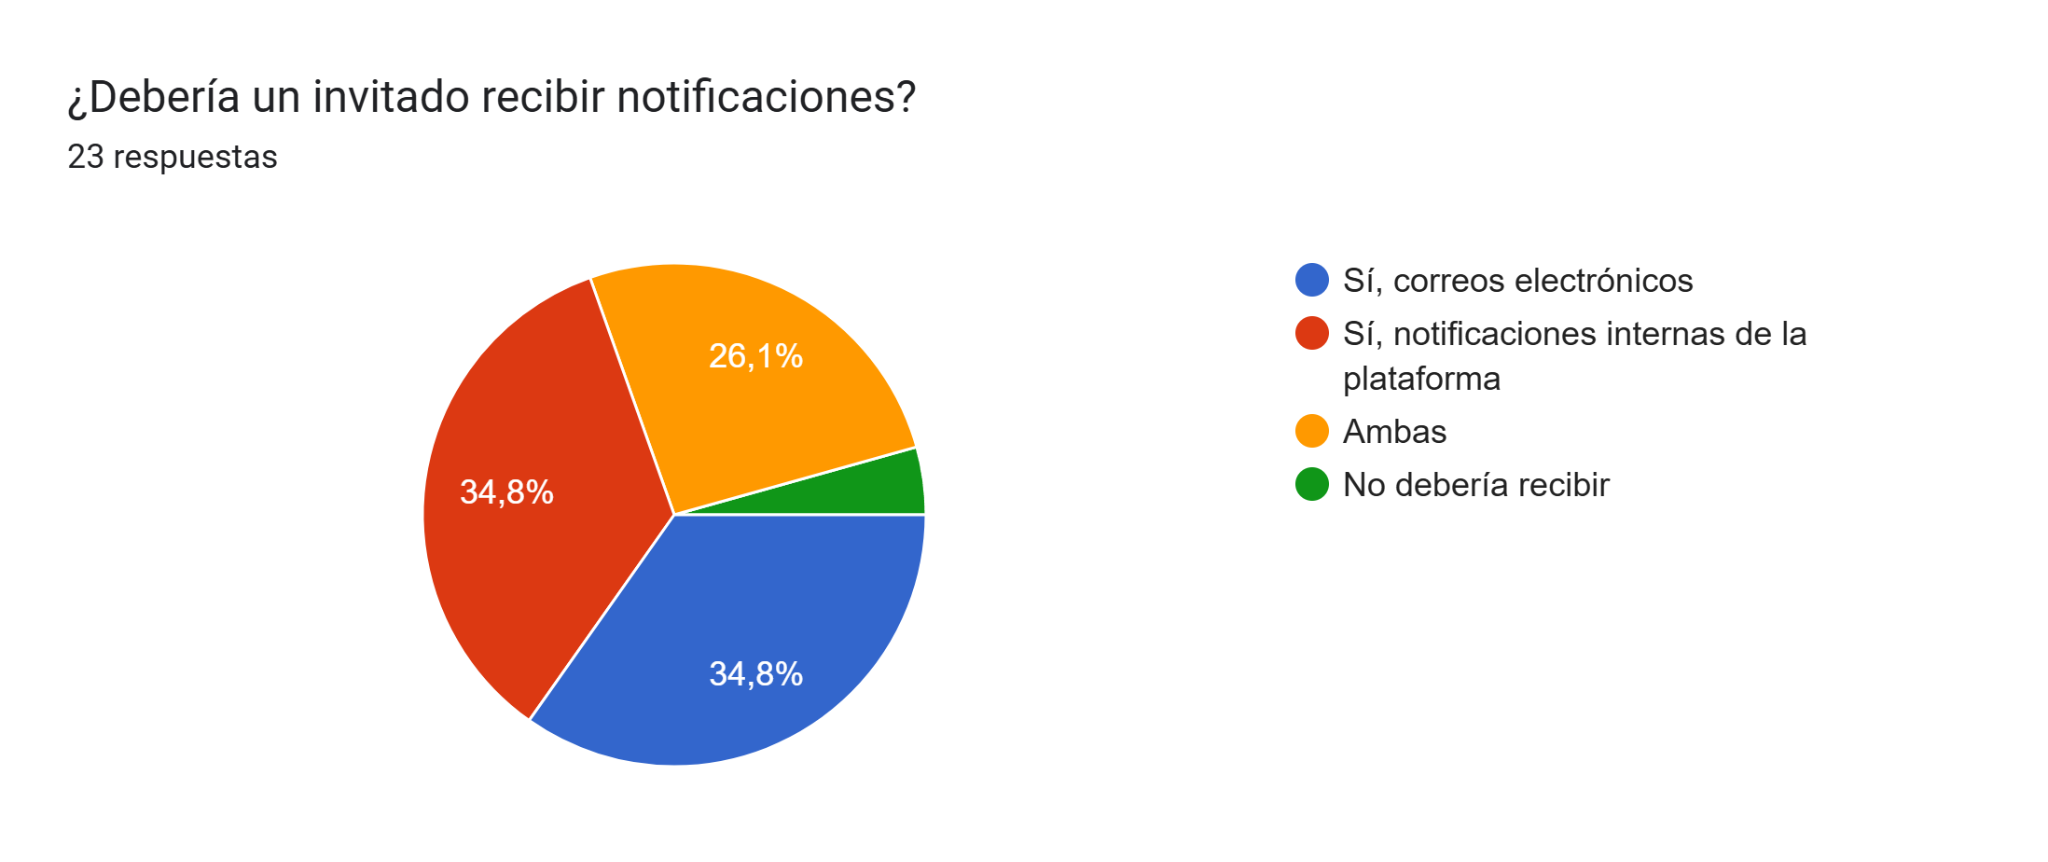 ¿Debería un invitado recibir notificaciones?
23 respuestas
26,1%
34,8%
34,8%
Sí, correos electrónicos
Sí, notificaciones internas de la
plataforma
Ambas
No debería recibir